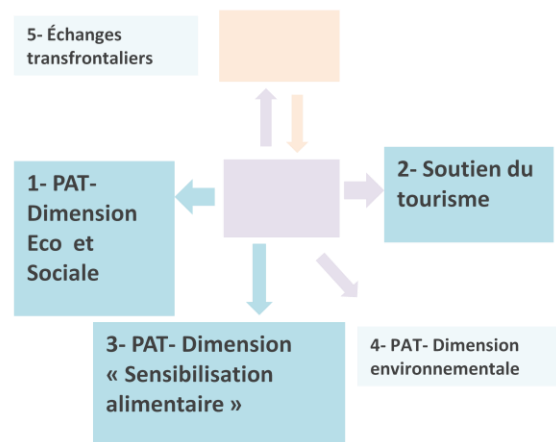 5- Échanges
transfrontaliers
1- PAT-
Dimension
Eco et
Sociale
2- Soutien du
tourisme
3- PAT- Dimension
« Sensibilisation
alimentaire »
4- PAT- Dimension
environnementale